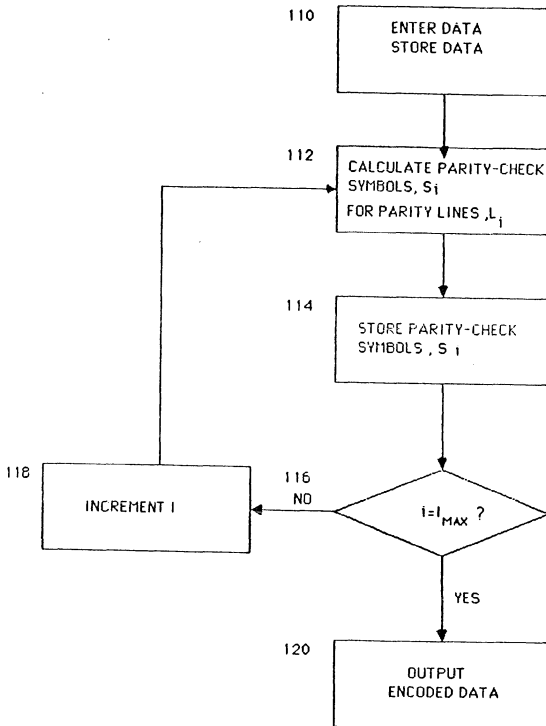 110
ENTER DATA
STORE DATA
112
CALCULATE PARITY-CHECK
SYMBOLS, Si
FOR PARITY LINES ,Li
114
STORE PARITY-CHECK
SYMBOLS , S i
118
INCREMENT I
116
NO
i=IMAX ?
YES
120
OUTPUT
ENCODED DATA